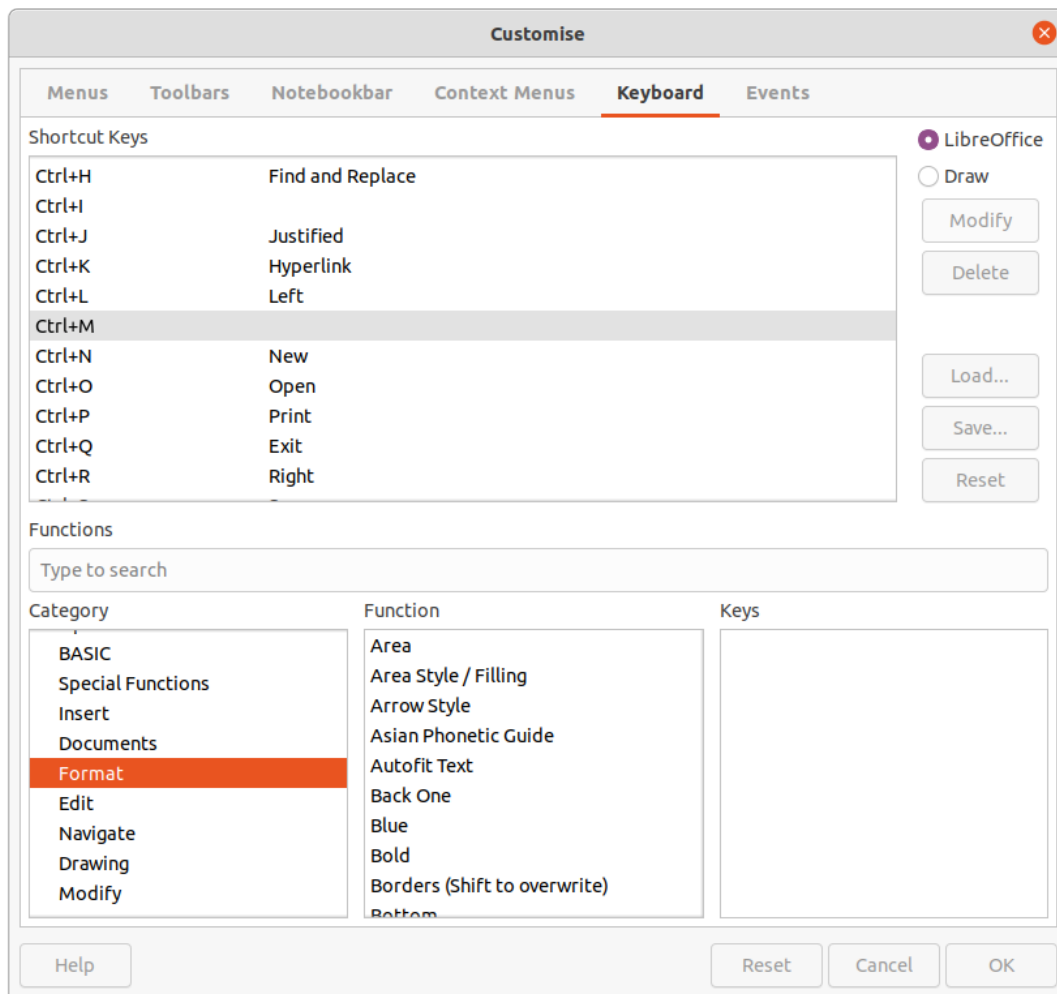 Customise
Menus Toolbars Notebookbar Context Menus Keyboard Events
Shortcut Keys
LibreOffice
Draw
Modify
Delete
Load...
Save...
Reset
Ctrl+H Find and Replace
Ctrl+I
Ctrl+J Justified
Ctrl+K Hyperlink
Ctrl+L Left
Ctrl+M
Ctrl+N New
Ctrl+O Open
Ctrl+P Print
Ctrl+Q Exit
Ctrl+R Right
Functions
Type to search
Category
BASIC
Special Functions
Insert
Documents
Format
Edit
Navigate
Drawing
Modify
Function
Area
Area Style / Filling
Arrow Style
Asian Phonetic Guide
Autofit Text
Back One
Blue
Bold
Borders (Shift to overwrite)
Bottom
Keys
Help Reset Cancel OK